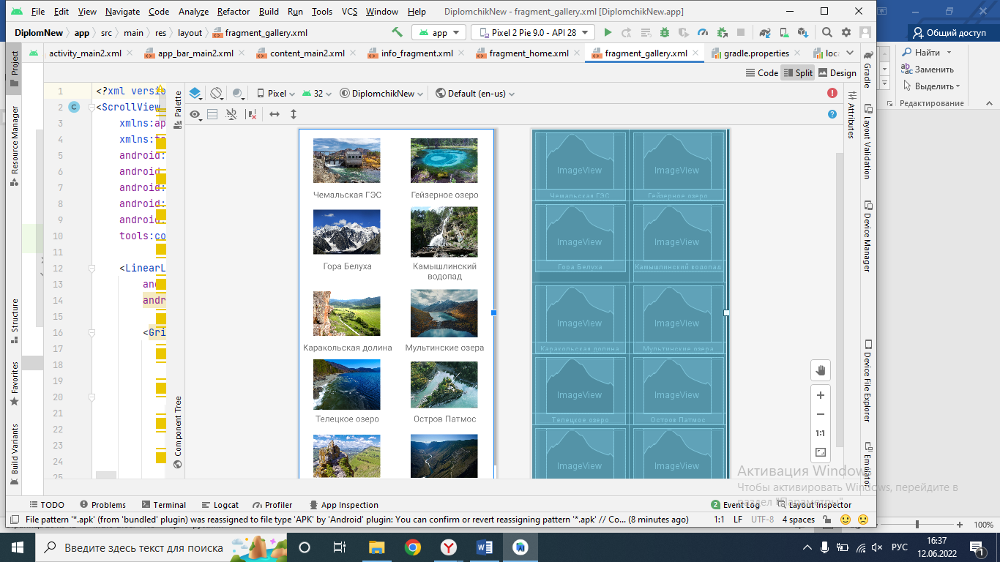 File Edit View Navigate Code Analyze Refactor Build Run Tools VCS Window Help DiplomchikNew - fragment_gallery.xml [DiplomchikNew.app]
DiplomNew app src main res layout fragment_gallery.xml app Pixel 2 Pie 9.0 - API 28
Общий доступ
activity_main2.xml app_bar_main2.xml content_main2.xml info_fragment.xml fragment_home.xml fragment_gallery.xml gradle.properties loca
Найти
Заменить
Выделить
Редактирование
Code Split Design
Project
Resource Manager
Structure
Favorites
Build Variants
1 <?xml versio
2 <ScrollView
3 xmlns:ap
4 xmlns:to
5 android:
6 android
7 android:
8 android:
9 android:
10 tools:co
11
12 <LinearL
13 and
14 andr
15
16 <Gri
17
18
19
20
21
22
23
24
25
Palette
Component Tree
Pixel 32 DiplomchikNew Default (en-us)
Чемальская ГЭС Гейзерное озеро
Гора Белуха Камышлинский
водопад
Каракольская долина Мультинские озера
Телецкое озеро Остров Патмос
ImageView ImageView
Чемальская ГЭС Гейзерное озеро
ImageView ImageView
Гора Белуха Камышлинский водопад
ImageView ImageView
Каракольская долина Мультинские озера
ImageView ImageView
Телецкое озеро Остров Патмос
ImageView ImageView
1:1
Attributes
Gradle
Layout Validation
Device Manager
Device File Explorer
Emulator
Активация Windows
Чтобы активировать Windows, перейдите в
раздел "Параметры".
TODO Problems Terminal Logcat Profiler App Inspection 2 Event Log Layout Inspector
File pattern '*.apk' (from 'bundled' plugin) was reassigned to file type 'APK' by 'Android' plugin: You can confirm or revert reassigning pattern '*.apk' // Co... (8 minutes ago) 1:1 LF UTF-8 4 spaces
100%
Введите здесь текст для поиска
РУС
16:37
12.06.2022
1